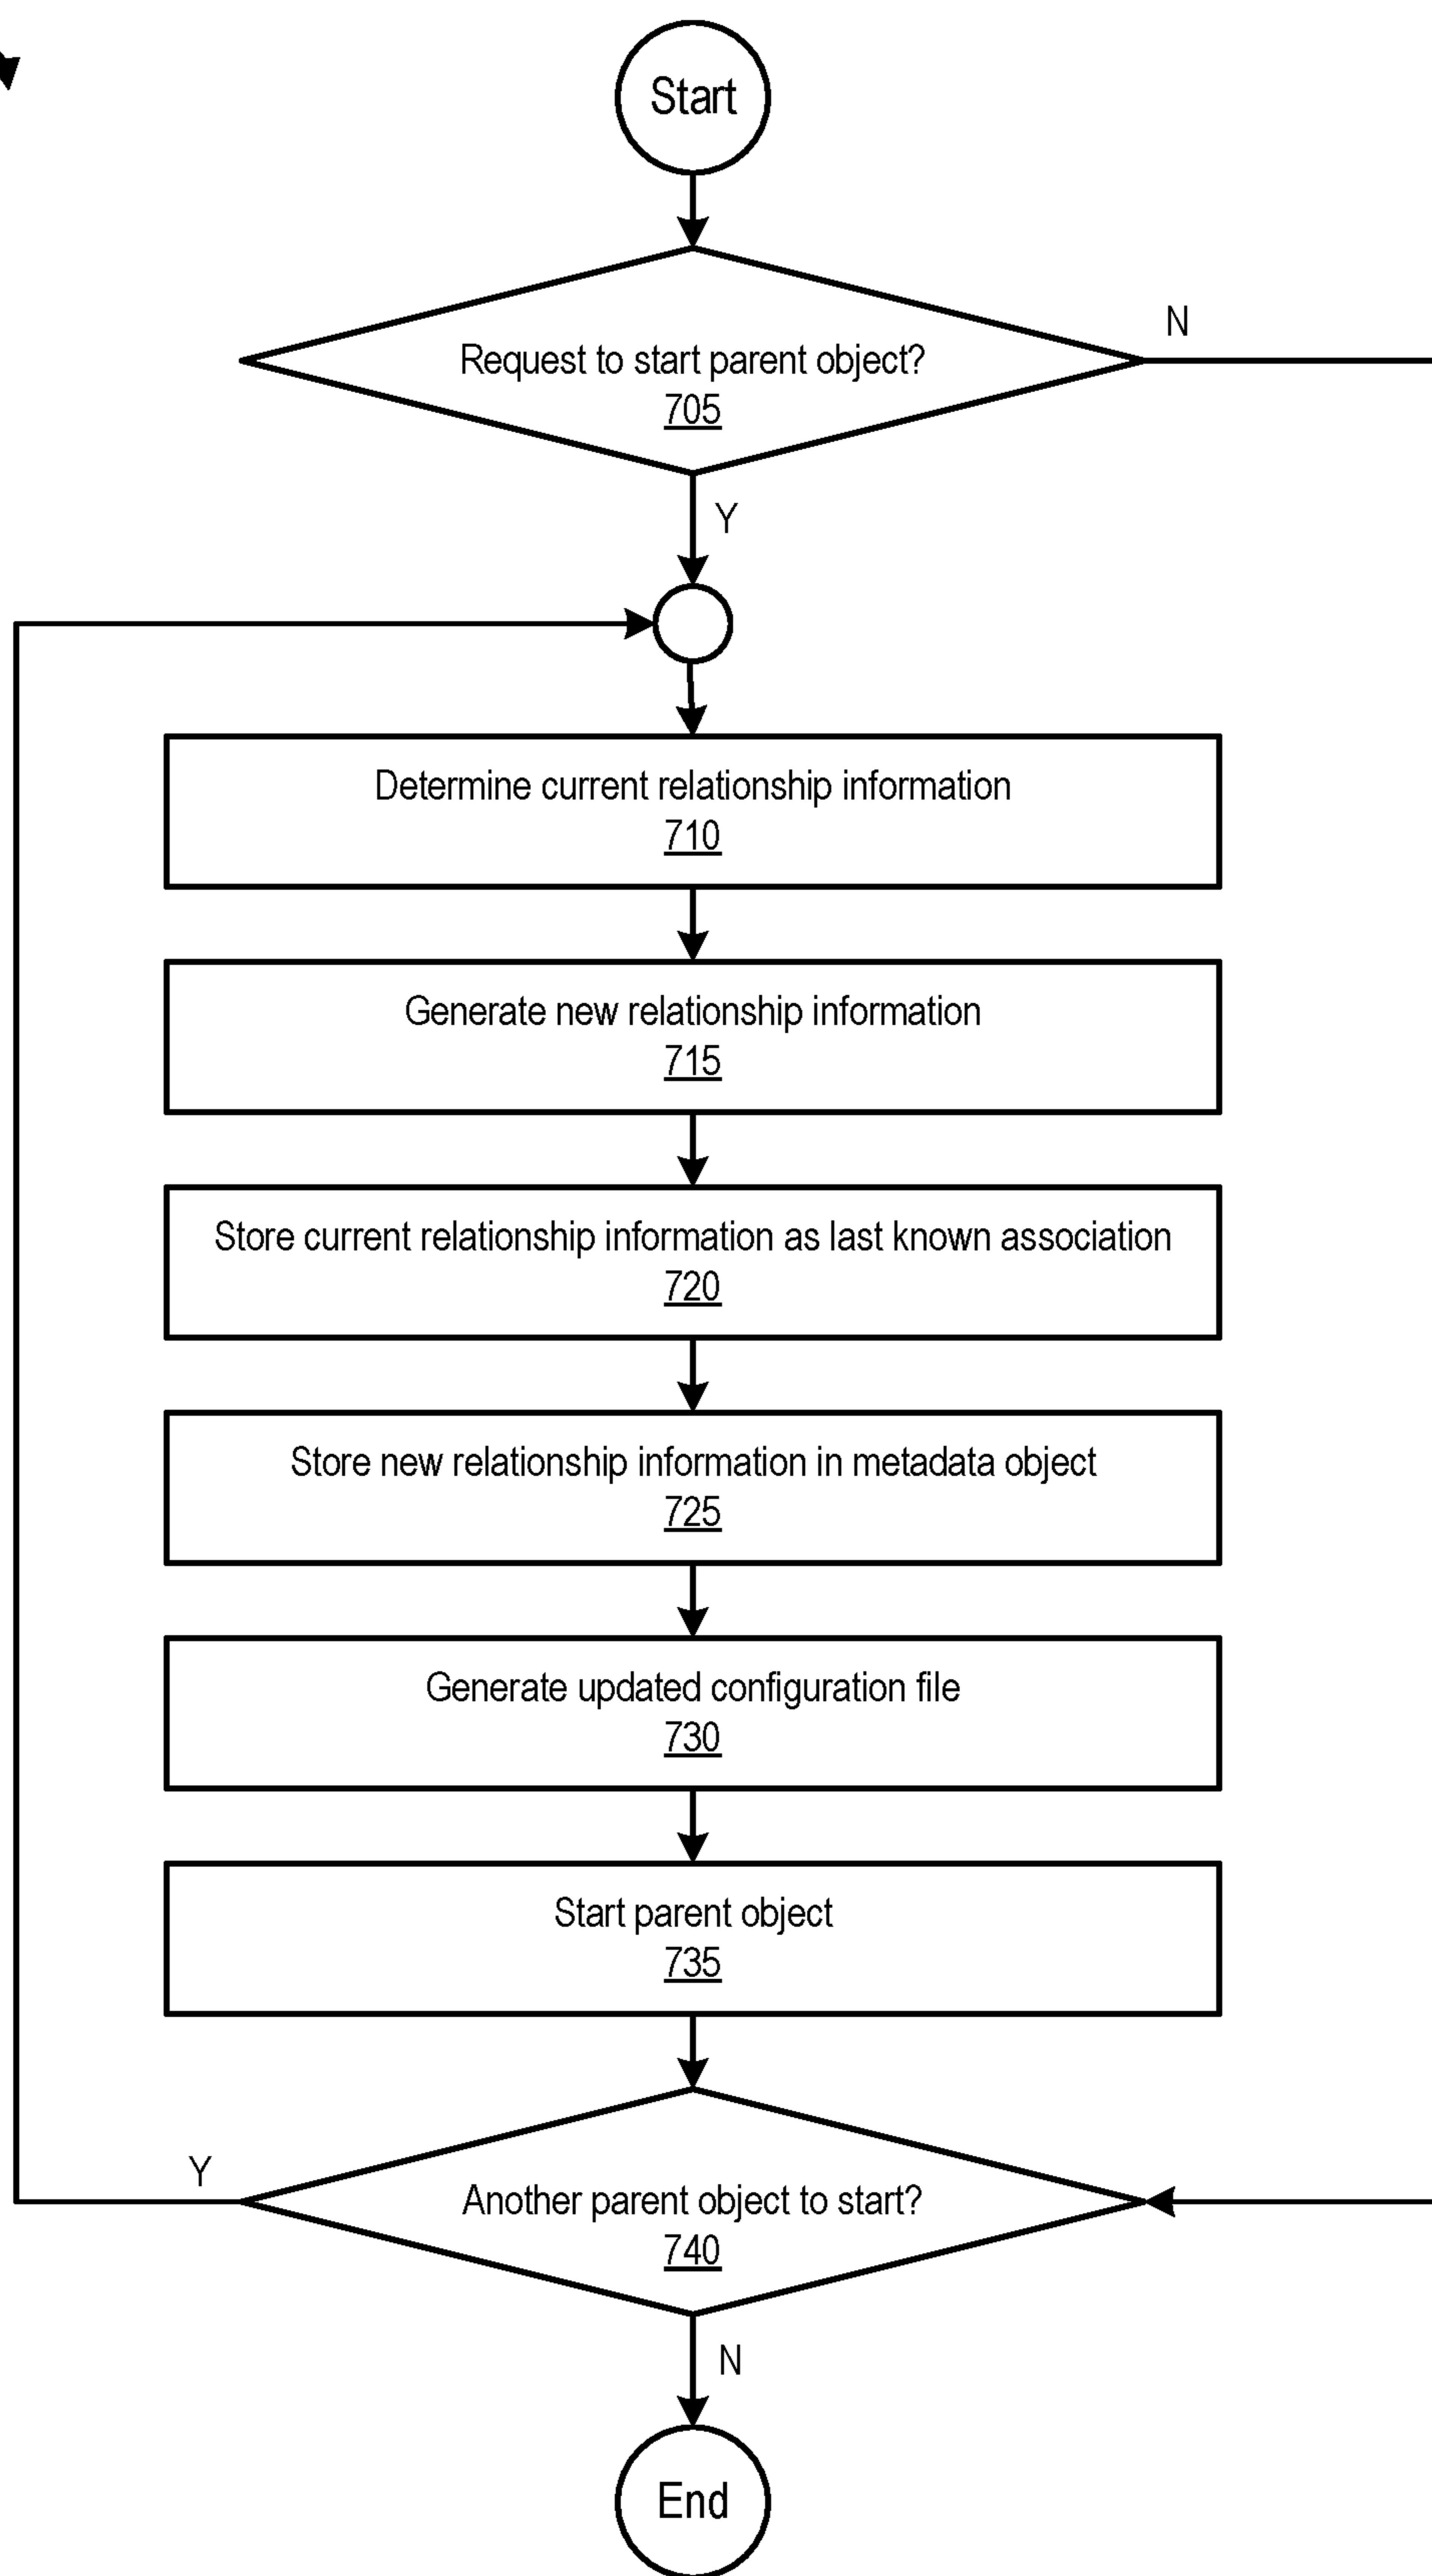 Start
Request to start parent object?
705
N
Y
Determine current relationship information
710
Generate new relationship information
715
Store current relationship information as last known association
720
Store new relationship information in metadata object
725
Generate updated configuration file
730
Start parent object
735
Y
Another parent object to start?
740
N
End